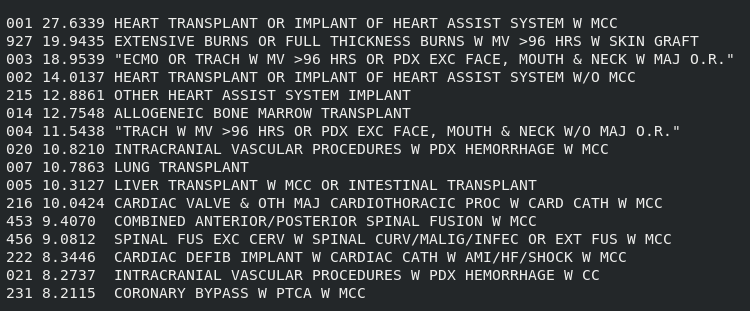 001 27.6339 HEART TRANSPLANT OR IMPLANT OF HEART ASSIST SYSTEM W MCC
927 19.9435 EXTENSIVE BURNS OR FULL THICKNESS BURNS W MV >96 HRS W SKIN GRAFT
003 18.9539 "ECMO OR TRACH W MV >96 HRS OR PDX EXC FACE, MOUTH & NECK W MAJ O.R."
002 14.0137 HEART TRANSPLANT OR IMPLANT OF HEART ASSIST SYSTEM W/O MCC
215 12.8861 OTHER HEART ASSIST SYSTEM IMPLANT
014 12.7548 ALLOGENEIC BONE MARROW TRANSPLANT
004 11.5438 "TRACH W MV >96 HRS OR PDX EXC FACE, MOUTH & NECK W/O MAJ O.R."
020 10.8210 INTRACRANIAL VASCULAR PROCEDURES W PDX HEMORRHAGE W MCC
007 10.7863 LUNG TRANSPLANT
005 10.3127 LIVER TRANSPLANT W MCC OR INTESTINAL TRANSPLANT
216 10.0424 CARDIAC VALVE & OTH MAJ CARDIOTHORACIC PROC W CARD CATH W MCC
453 9.4070  COMBINED ANTERIOR/POSTERIOR SPINAL FUSION W MCC
456 9.0812  SPINAL FUS EXC CERV W SPINAL CURV/MALIG/INFEC OR EXT FUS W MCC
222 8.3446  CARDIAC DEFIB IMPLANT W CARDIAC CATH W AMI/HF/SHOCK W MCC
021 8.2737  INTRACRANIAL VASCULAR PROCEDURES W PDX HEMORRHAGE W CC
231 8.2115  CORONARY BYPASS W PTCA W MCC